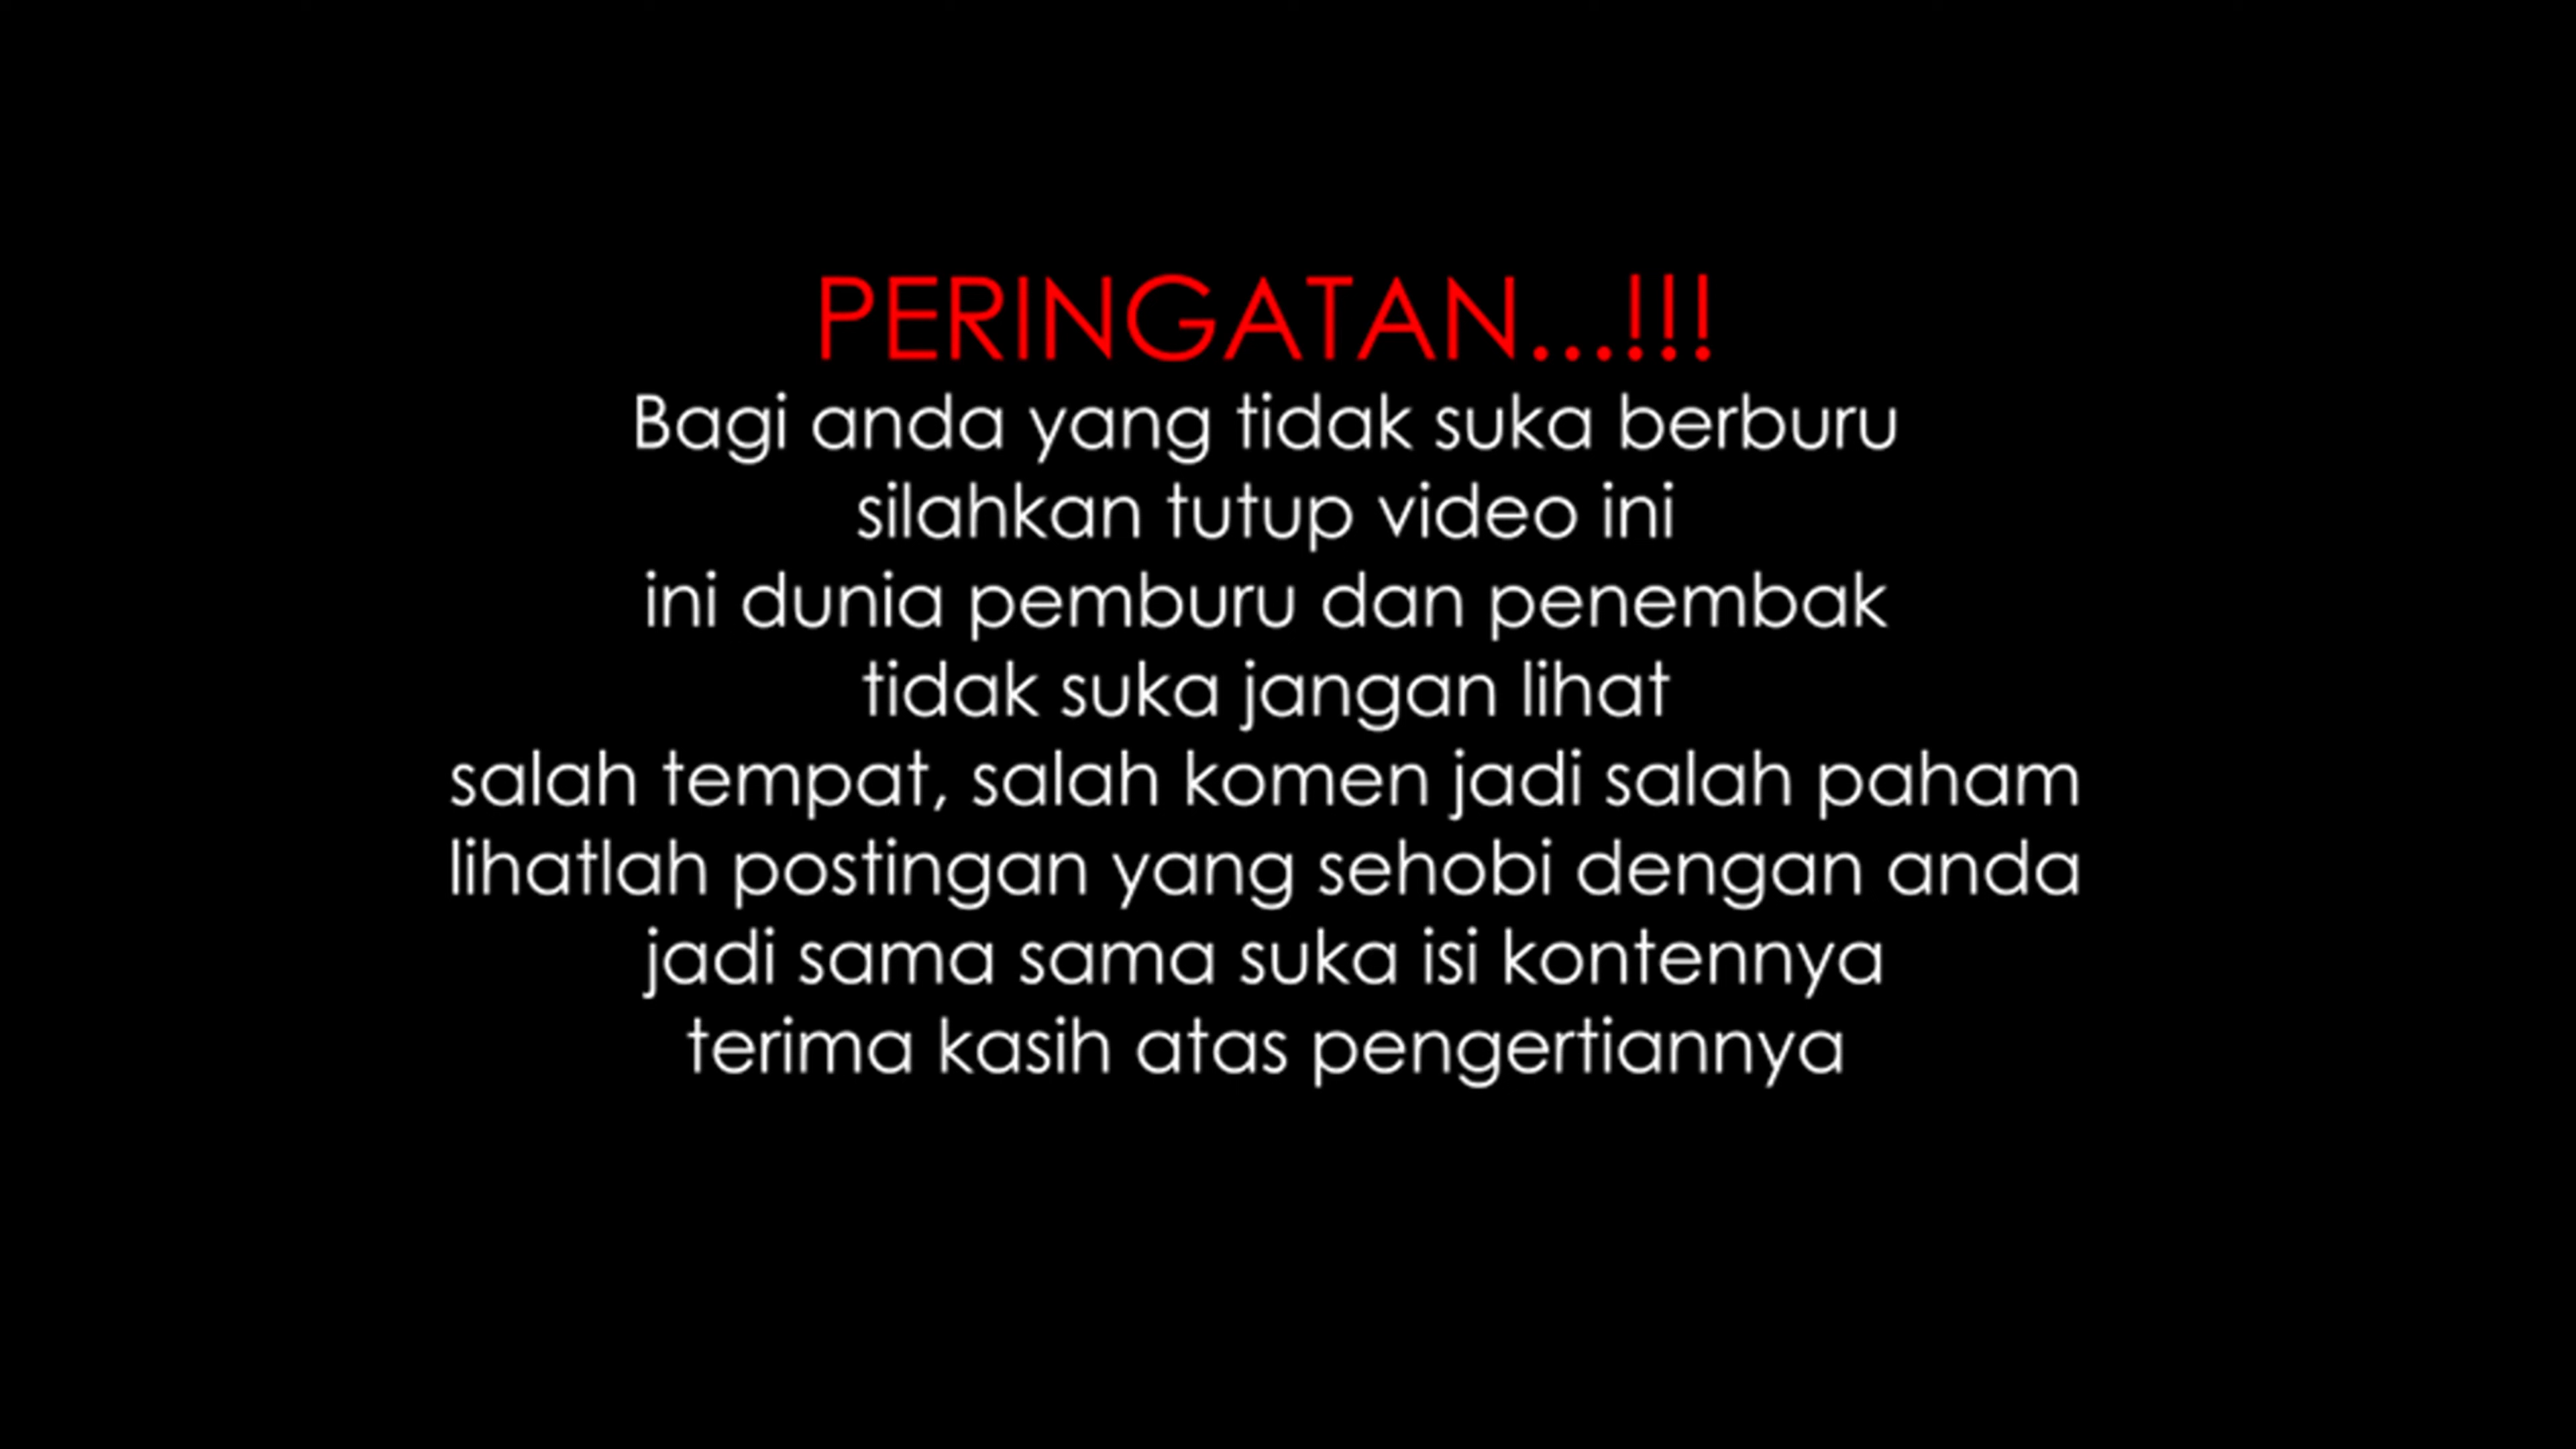 PERINGATAN...!!!
Bagi anda yang tidak suka berburu
silahkan tutup video ini
ini dunia pemburu dan penembak
tidak suka jangan lihat
salah tempat, salah komen jadi salah paham
lihatlah postingan yang sehobi dengan anda
jadi sama sama suka isi kontennya
terima kasih atas pengertiannya